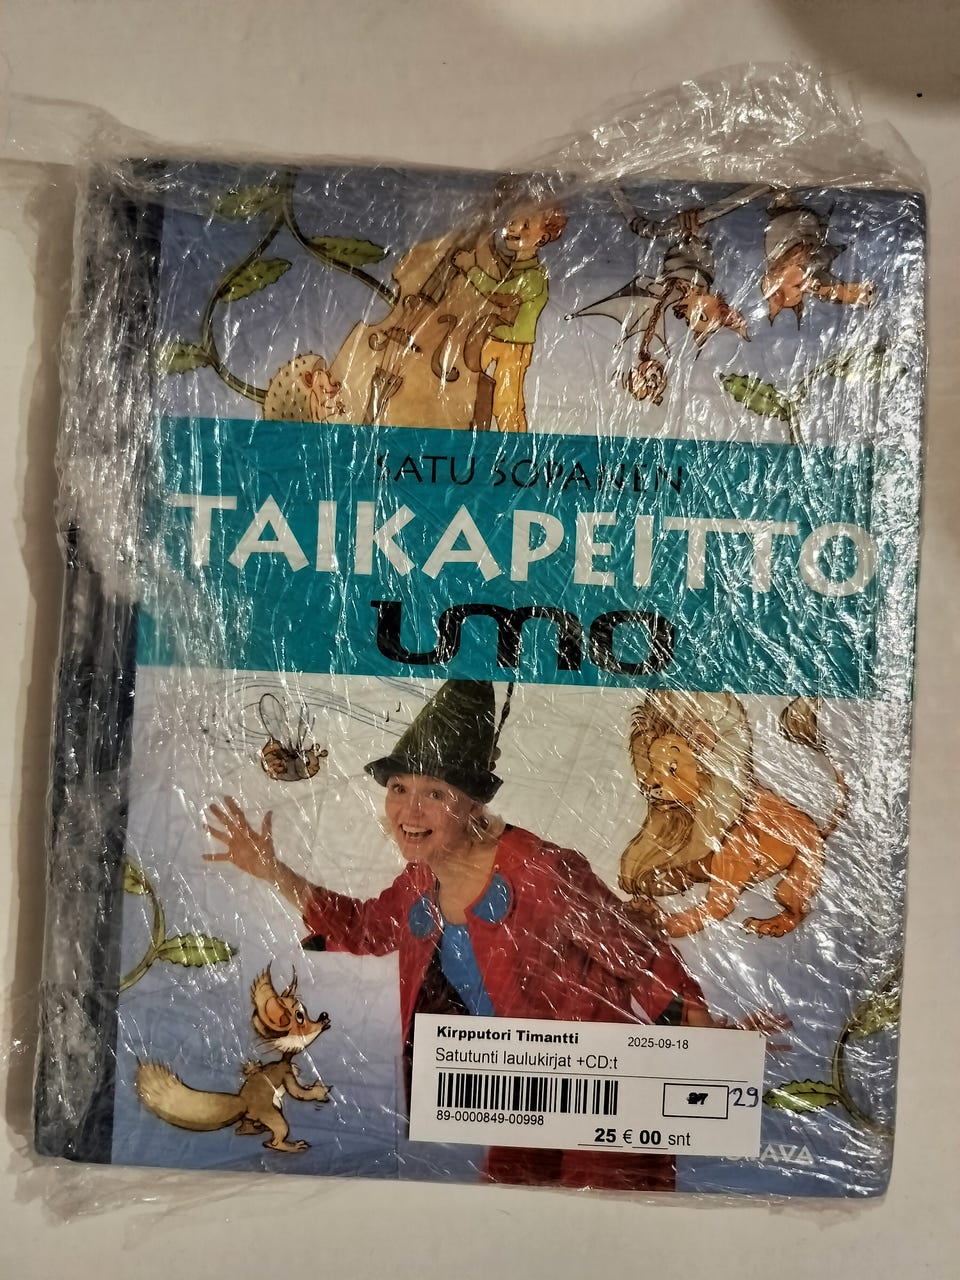 SATU SOPANEN
TAIKAPEITTO
UMO
Kirpputori Timantti 2025-09-18
Satutunti laulukirjat +CD:t
29
89-0000849-00998
25 € 00 snt
OTAVA